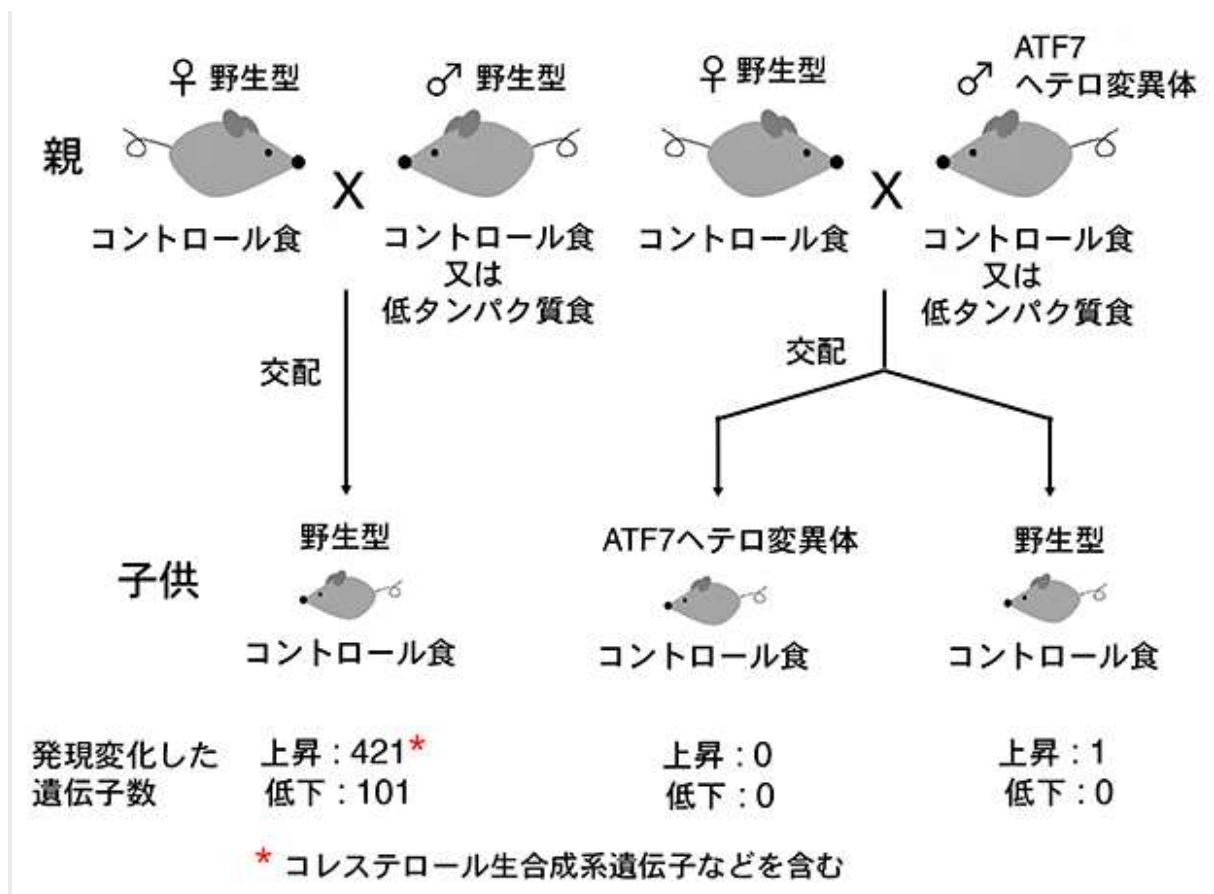 ♀ 野生型
♂ 野生型
♀ 野生型
♂ ATF7
ヘテロ変異体
親
X
X
コントロール食
コントロール食
又は
低タンパク質食
コントロール食
コントロール食
又は
低タンパク質食
交配
交配
野生型
ATF7ヘテロ変異体
野生型
子供
コントロール食
コントロール食
コントロール食
発現変化した
遺伝子数
上昇 : 421*
低下 : 101
上昇 : 0
低下 : 0
上昇 : 1
低下 : 0
* コレステロール生合成系遺伝子などを含む